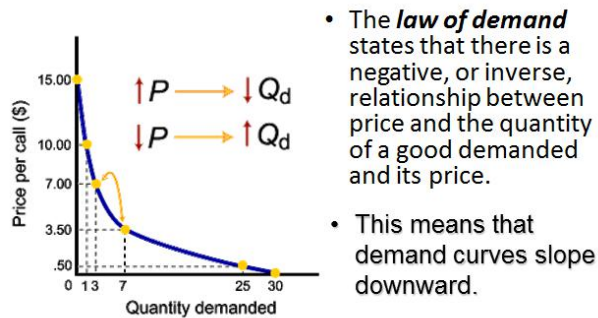 15.00
10.00
7.00
3.50
.50
Price per call ($)
↑P → ↓Qd
↓P → ↑Qd
0 1 3 7 25 30
Quantity demanded
• The law of demand
states that there is a
negative, or inverse,
relationship between
price and the quantity
of a good demanded
and its price.
• This means that
demand curves slope
downward.